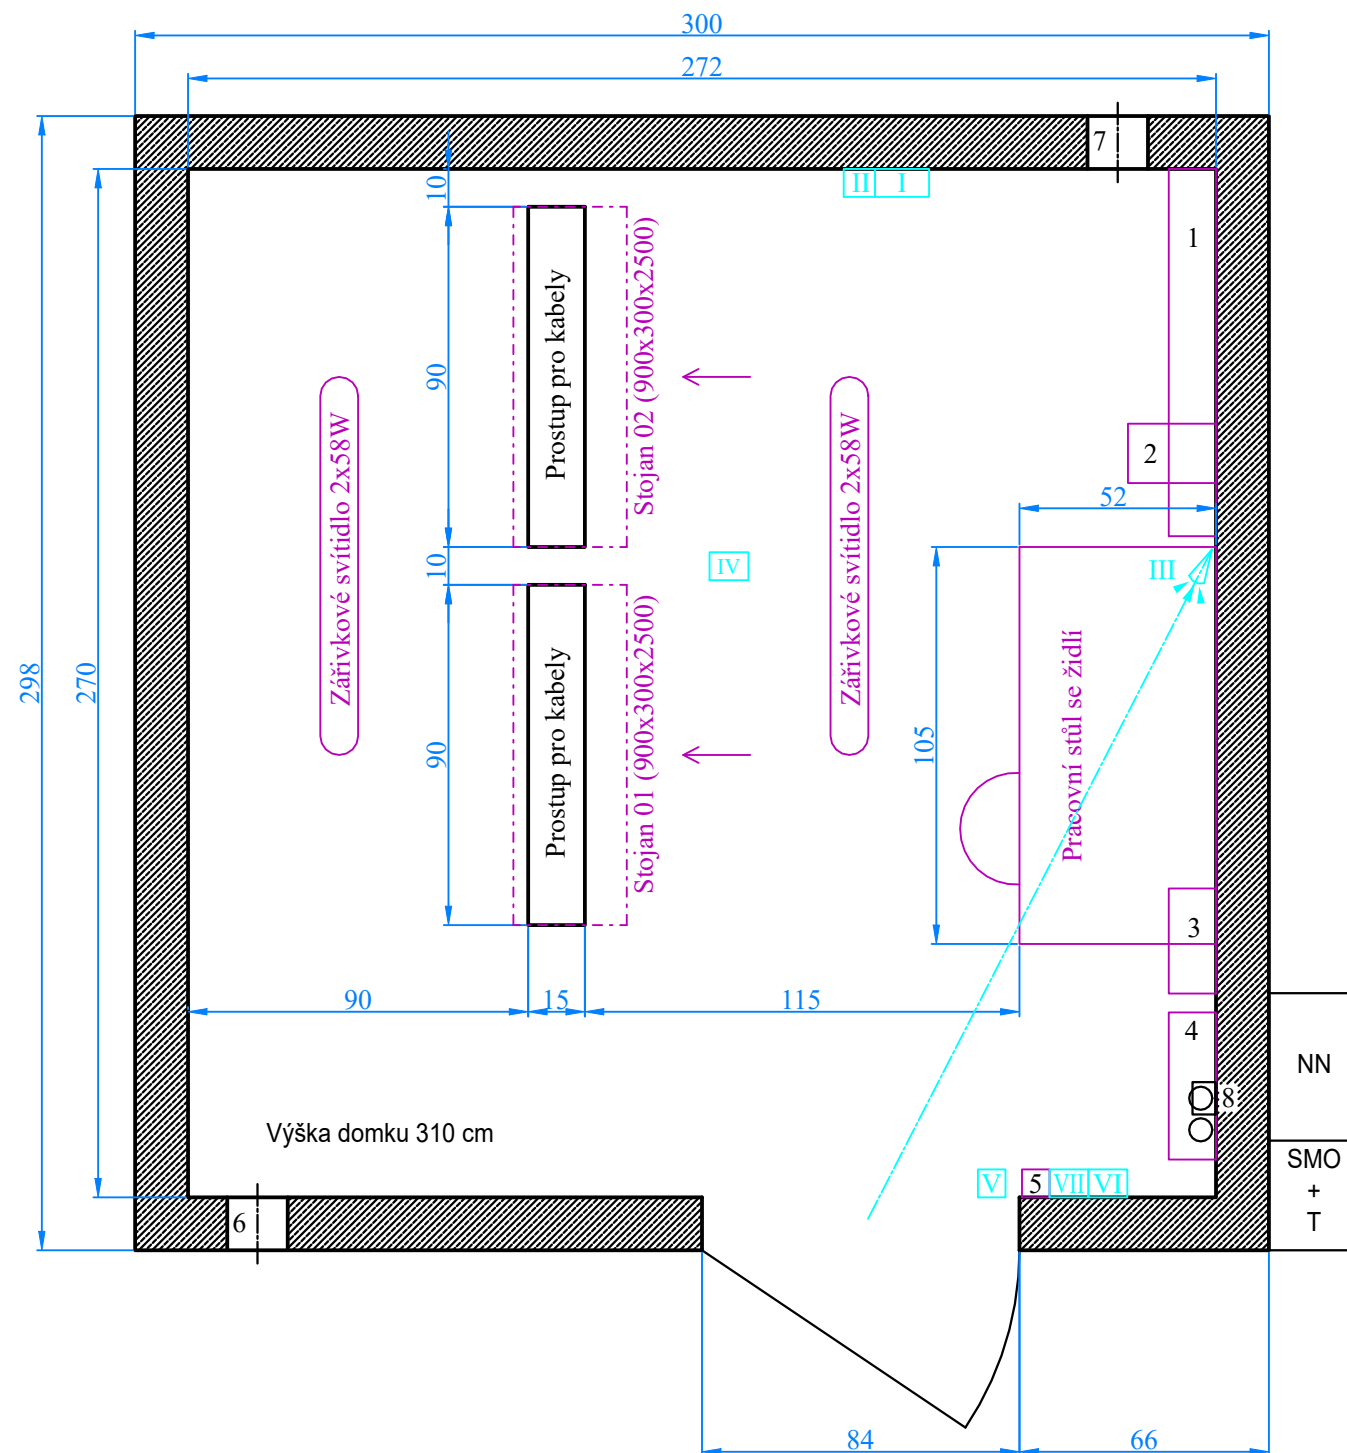 300
272
7
10
II
I
1
90
Prostup pro kabely
Stojan 02 (900x300x2500)
Zářivkové svítidlo 2x58W
Zářivkové svítidlo 2x58W
2
52
10
IV
III
298
270
90
Prostup pro kabely
Stojan 01 (900x300x2500)
105
Pracovní stůl se židlí
3
90
15
115
4
NN
8
Výška domku 310 cm
V
5
VII
VI
SMO
+
T
6
84
66